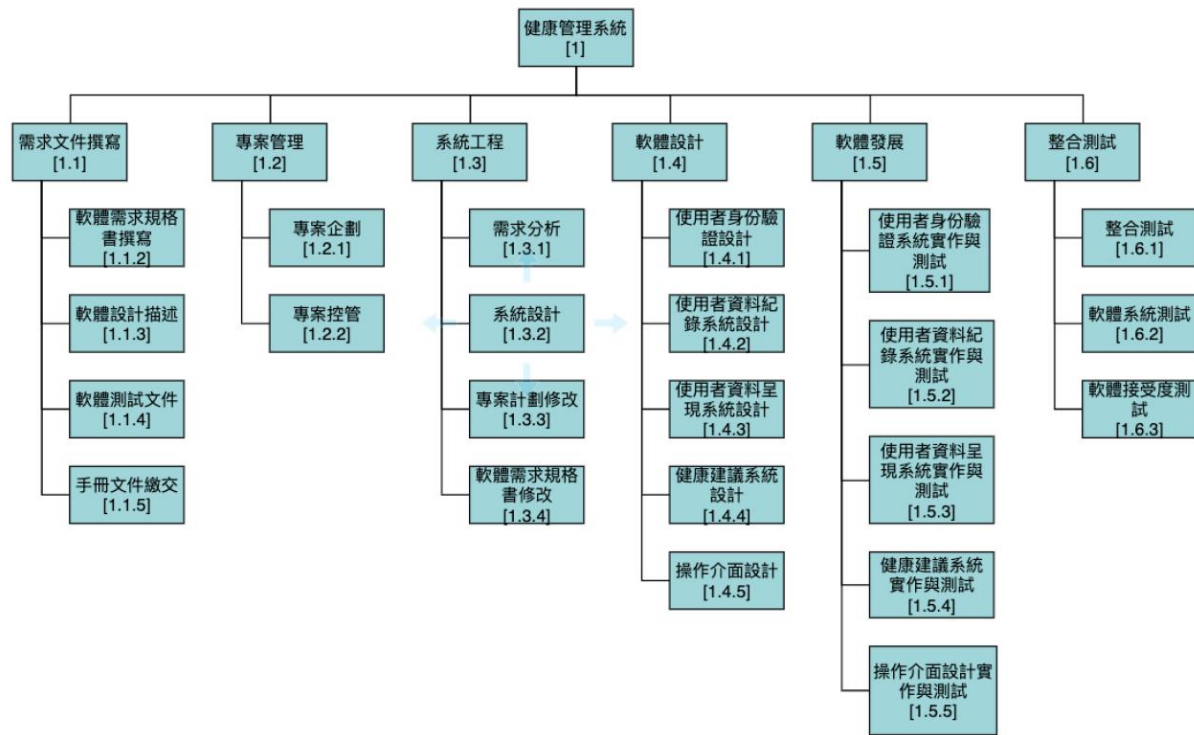 健康管理系統
[1]
需求文件撰寫
[1.1]
專案管理
[1.2]
系統工程
[1.3]
軟體設計
[1.4]
軟體發展
[1.5]
整合測試
[1.6]
軟體需求規格
書撰寫
[1.1.2]
軟體設計描述
[1.1.3]
軟體測試文件
[1.1.4]
手冊文件繳交
[1.1.5]
專案企劃
[1.2.1]
專案控管
[1.2.2]
需求分析
[1.3.1]
系統設計
[1.3.2]
專案計劃修改
[1.3.3]
軟體需求規格
書修改
[1.3.4]
使用者身份驗
證設計
[1.4.1]
使用者資料紀
錄系統設計
[1.4.2]
使用者資料呈
現系統設計
[1.4.3]
健康建議系統
設計
[1.4.4]
操作介面設計
[1.4.5]
使用者身份驗
證系統實作與
測試
[1.5.1]
使用者資料紀
錄系統實作與
測試
[1.5.2]
使用者資料呈
現系統實作與
測試
[1.5.3]
健康建議系統
實作與測試
[1.5.4]
操作介面設計實
作與測試
[1.5.5]
整合測試
[1.6.1]
軟體系統測試
[1.6.2]
軟體接受度測
試
[1.6.3]